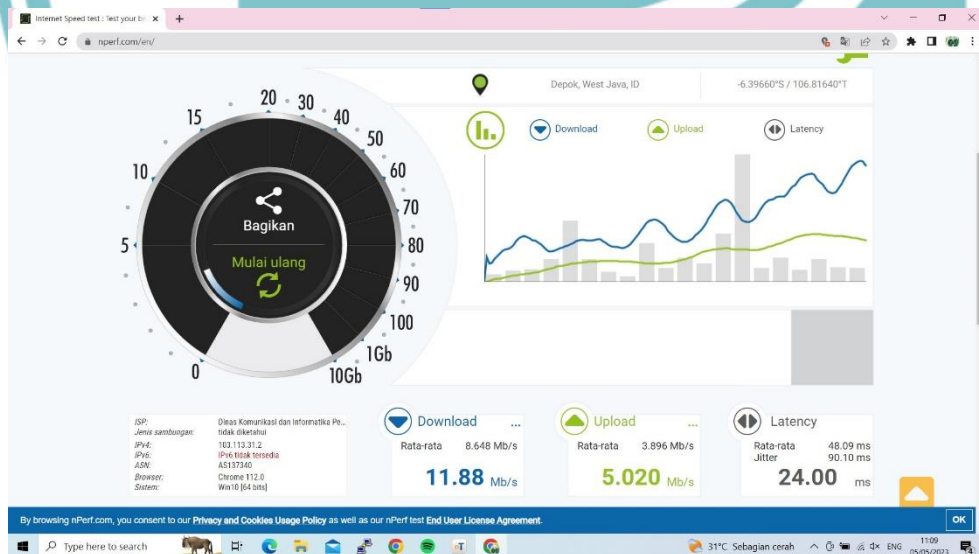 Internet Speed test : Test your br
nperf.com/en/
Depok, West Java, ID
-6.39660°S / 106.81640°T
Download
Upload
Latency
0
5
10
15
20
30
40
50
60
70
80
90
100
1Gb
10Gb
Bagikan
Mulai ulang
ISP: Dinas Komunikasi dan Informatika Pe...
Jenis sambungan: tidak diketahui
IPv4: 103.113.31.2
IPv6: IPv6 tidak tersedia
ASN: AS137340
Browser: Chrome 112.0
Sistem: Win10 [64 bits]
Download ...
Rata-rata 8.648 Mb/s
11.88 Mb/s
Upload ...
Rata-rata 3.896 Mb/s
5.020 Mb/s
Latency
Rata-rata 48.09 ms
Jitter 90.10 ms
24.00 ms
By browsing nPerf.com, you consent to our Privacy and Cookies Usage Policy as well as our nPerf test End User License Agreement.
OK
Type here to search
31°C Sebagian cerah
ENG
11:09
05/05/2023